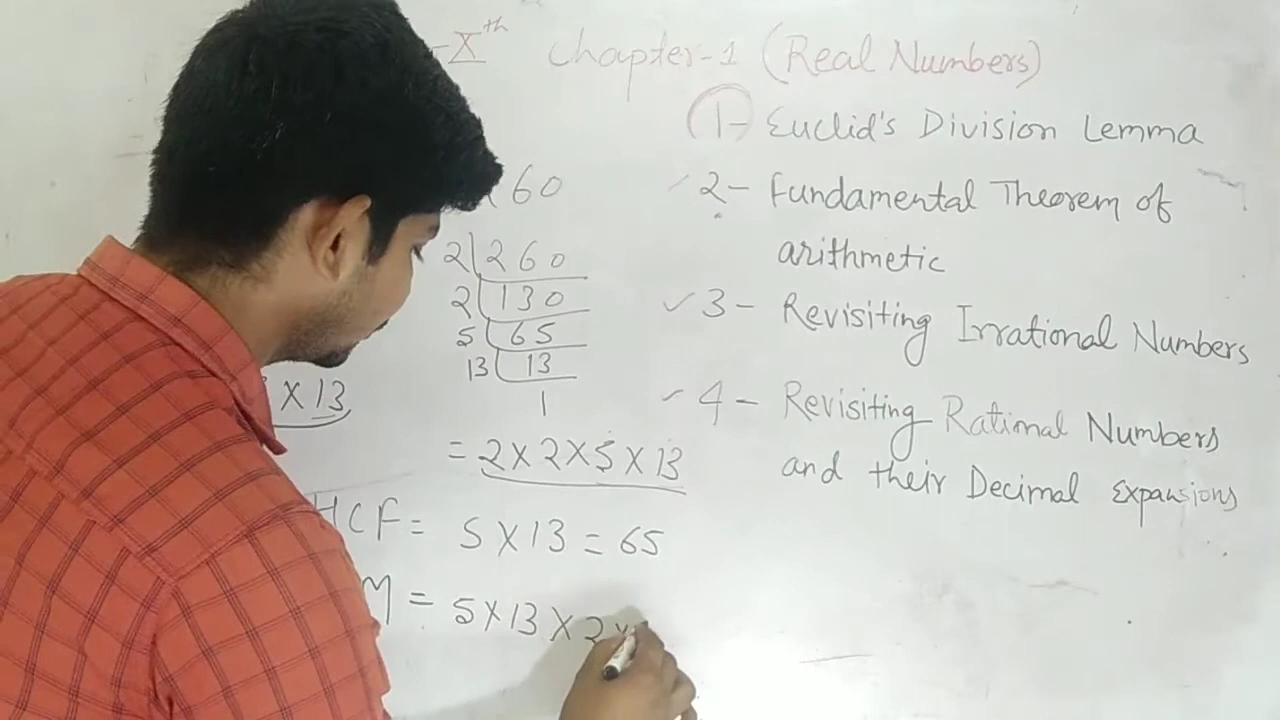 -Xth Chapter-1 (Real Numbers)
1- Euclid's Division Lemma
2- Fundamental Theorem of
arithmetic
3- Revisiting Irrational Numbers
4- Revisiting Rational Numbers
and their Decimal Expansions
60
2 260
2 130
5 65
13 13
1
X 13
= 2 X 2 X 5 X 13
HCF = 5 X 13 = 65
M = 5 X 13 X 2 X